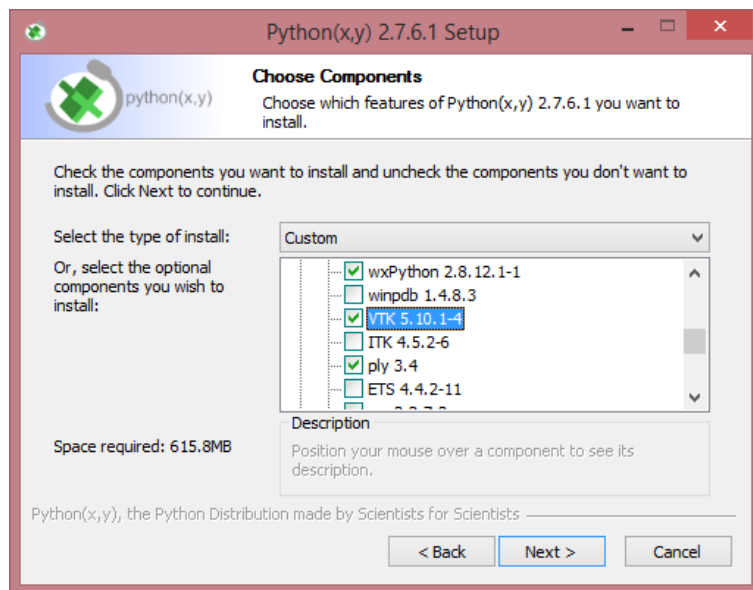 Python(x,y) 2.7.6.1 Setup
python(x,y)
Choose Components
Choose which features of Python(x,y) 2.7.6.1 you want to
install.
Check the components you want to install and uncheck the components you don't want to
install. Click Next to continue.
Select the type of install:
Custom
Or, select the optional
components you wish to
install:
wxPython 2.8.12.1-1
winpdb 1.4.8.3
VTK 5.10.1-4
ITK 4.5.2-6
ply 3.4
ETS 4.4.2-11
Space required: 615.8MB
Description
Position your mouse over a component to see its
description.
Python(x,y), the Python Distribution made by Scientists for Scientists
< Back
Next >
Cancel